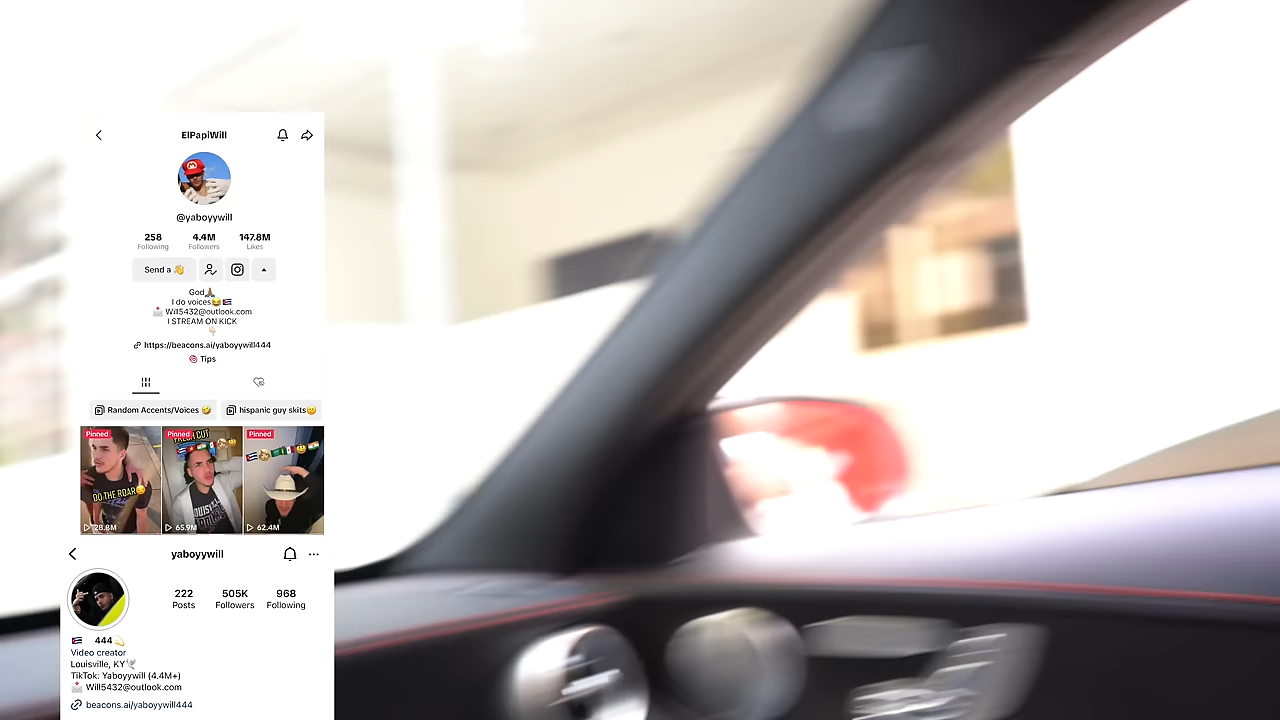 ElPapiWill
@yaboyywill
258 4.4M 147.8M
Following Followers Likes
Send a 👋
God🙏🏽
I do voices😂🇨🇺
📩 Will5432@outlook.com
I STREAM ON KICK
👇🏻
https://beacons.ai/yaboyywill444
Tips
Random Accents/Voices 🤣 hispanic guy skits🙂
Pinned Pinned Pinned
CUT
DO THE ROAR
28.8M 65.9M 62.4M
yaboyywill
222 505K 968
Posts Followers Following
🇨🇺 444💫
Video creator
Louisville, KY🕊
TikTok: Yaboyywill (4.4M+)
📩 Will5432@outlook.com
beacons.ai/yaboyywill444